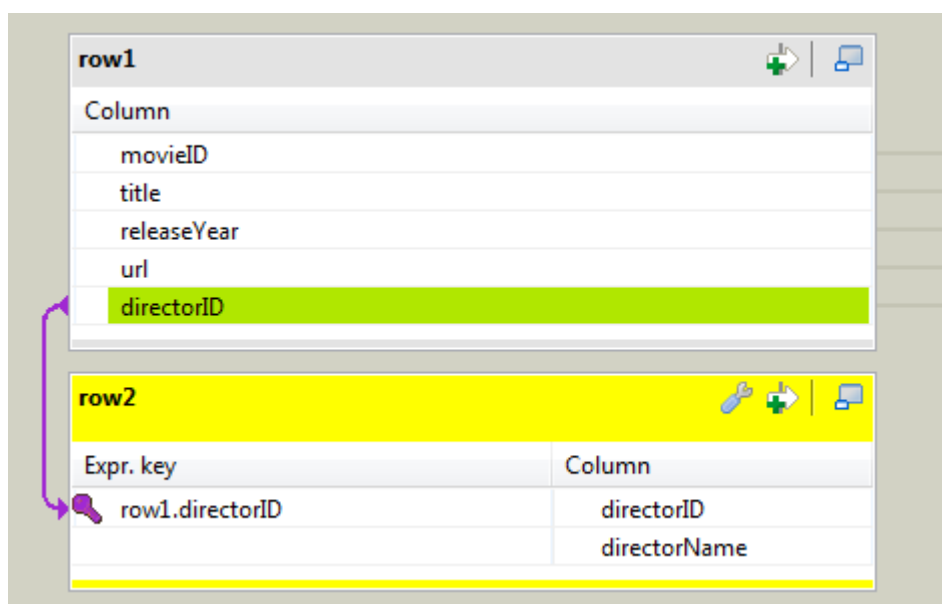 row1
Column
movieID
title
releaseYear
url
directorID
row2
Expr. key Column
row1.directorID directorID
directorName